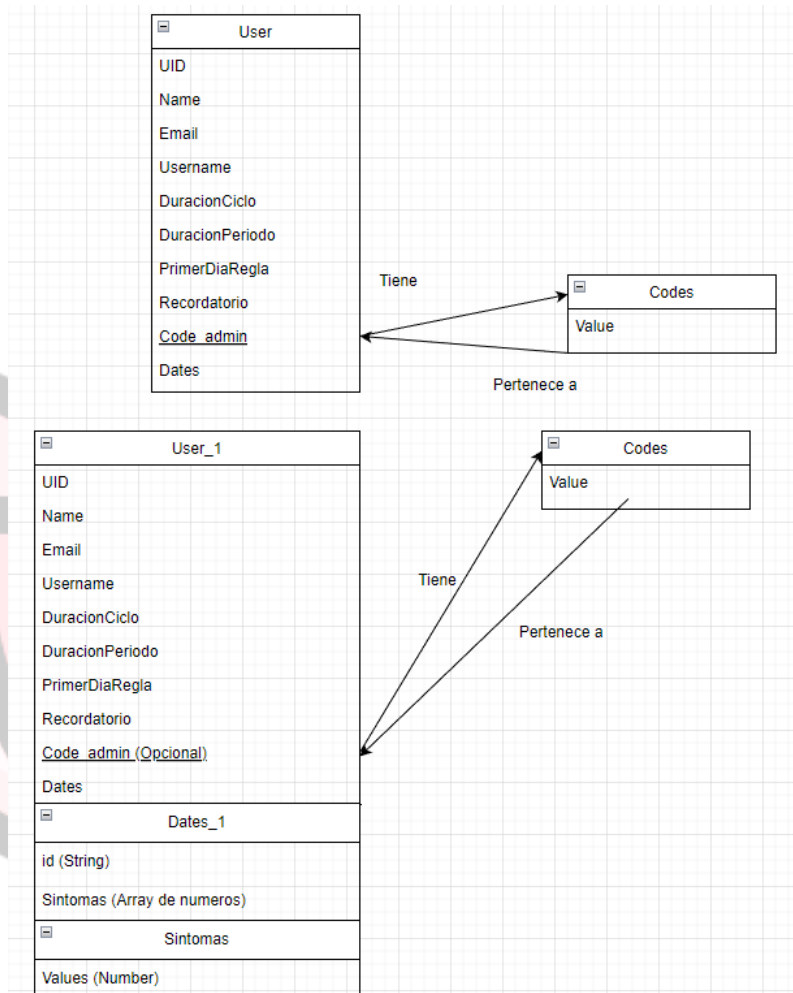 User
UID
Name
Email
Username
DuracionCiclo
DuracionPeriodo
PrimerDiaRegla
Recordatorio
Code_admin
Dates
Tiene
Codes
Value
Pertenece a
User_1
UID
Name
Email
Username
DuracionCiclo
DuracionPeriodo
PrimerDiaRegla
Recordatorio
Code_admin (Opcional)
Dates
Codes
Value
Tiene
Pertenece a
Dates_1
id (String)
Sintomas (Array de numeros)
Sintomas
Values (Number)